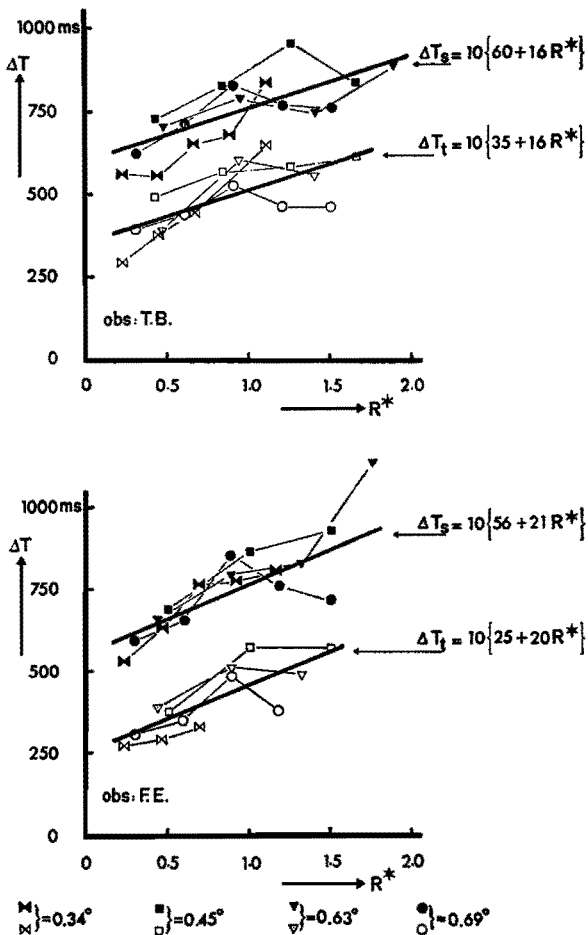 1000 ms
ΔT
750
500
250
0
ΔTs = 10{60+16R*}
ΔTt = 10{35+16R*}
obs: T.B.
0 0.5 1.0 1.5 2.0
R*
1000 ms
ΔT
750
500
250
0
ΔTs = 10{56+21R*}
ΔTt = 10{25+20R*}
obs: F.E.
0 0.5 1.0 1.5 2.0
R*
}=0.34° }=0.45° }=0.63° }=0.69°